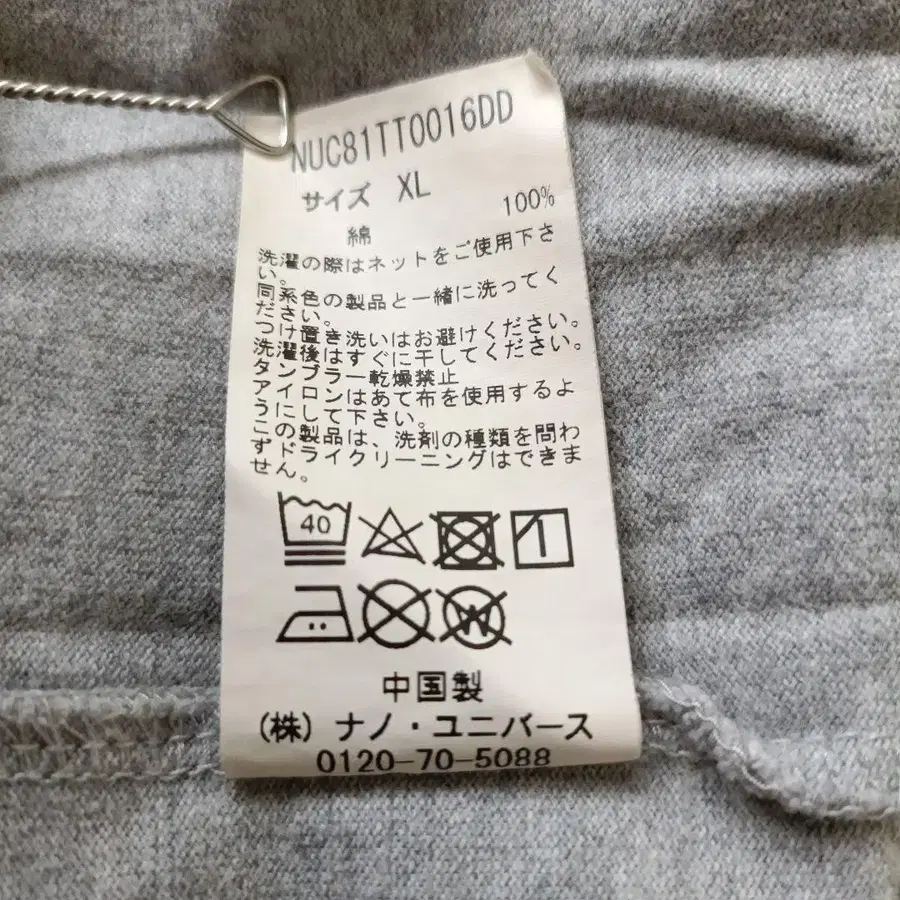 NUC81TT0016DD
サイズ XL
綿 100%
洗濯の際はネットをご使用下さ
い。
同系色の製品と一緒に洗ってく
ださい。
つけ置き洗いはお避けください。
洗濯後はすぐに干してください。
タンブラー乾燥禁止
アイロンはあて布を使用するよ
うにして下さい。
この製品は、洗剤の種類を問わ
ずドライクリーニングはできま
せん。
40
W
中国製
(株) ナノ・ユニバース
0120-70-5088